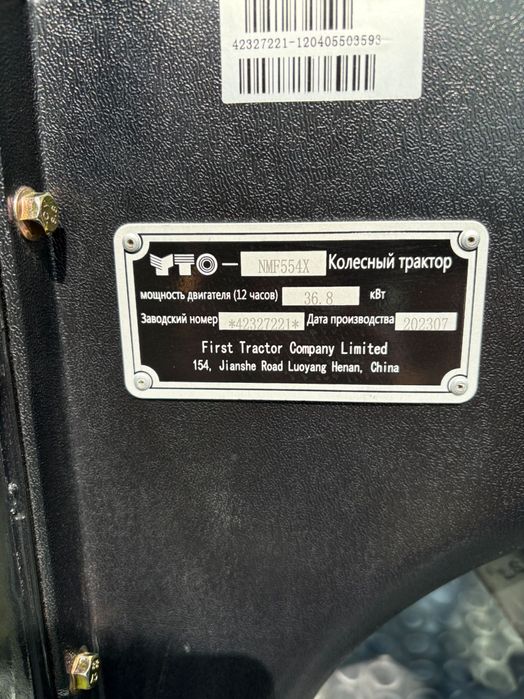 42327221-120405503593
YTO — NMF554X Колесный трактор
мощность двигателя (12 часов) 36.8 кВт
Заводский номер *42327221* Дата производства 202307
First Tractor Company Limited
154, Jianshe Road Luoyang Henan, China